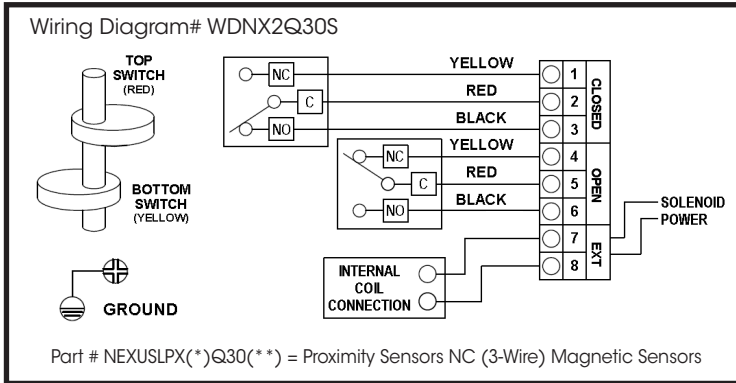 Wiring Diagram# WDNX2Q30S
TOP
SWITCH
(RED)
BOTTOM
SWITCH
(YELLOW)
GROUND
NC
C
NO
YELLOW
RED
BLACK
1
2
3
CLOSED
NC
C
NO
YELLOW
RED
BLACK
4
5
6
OPEN
7
8
EXT
SOLENOID
POWER
INTERNAL
COIL
CONNECTION
Part # NEXUSLPX(*)Q30(**) = Proximity Sensors NC (3-Wire) Magnetic Sensors